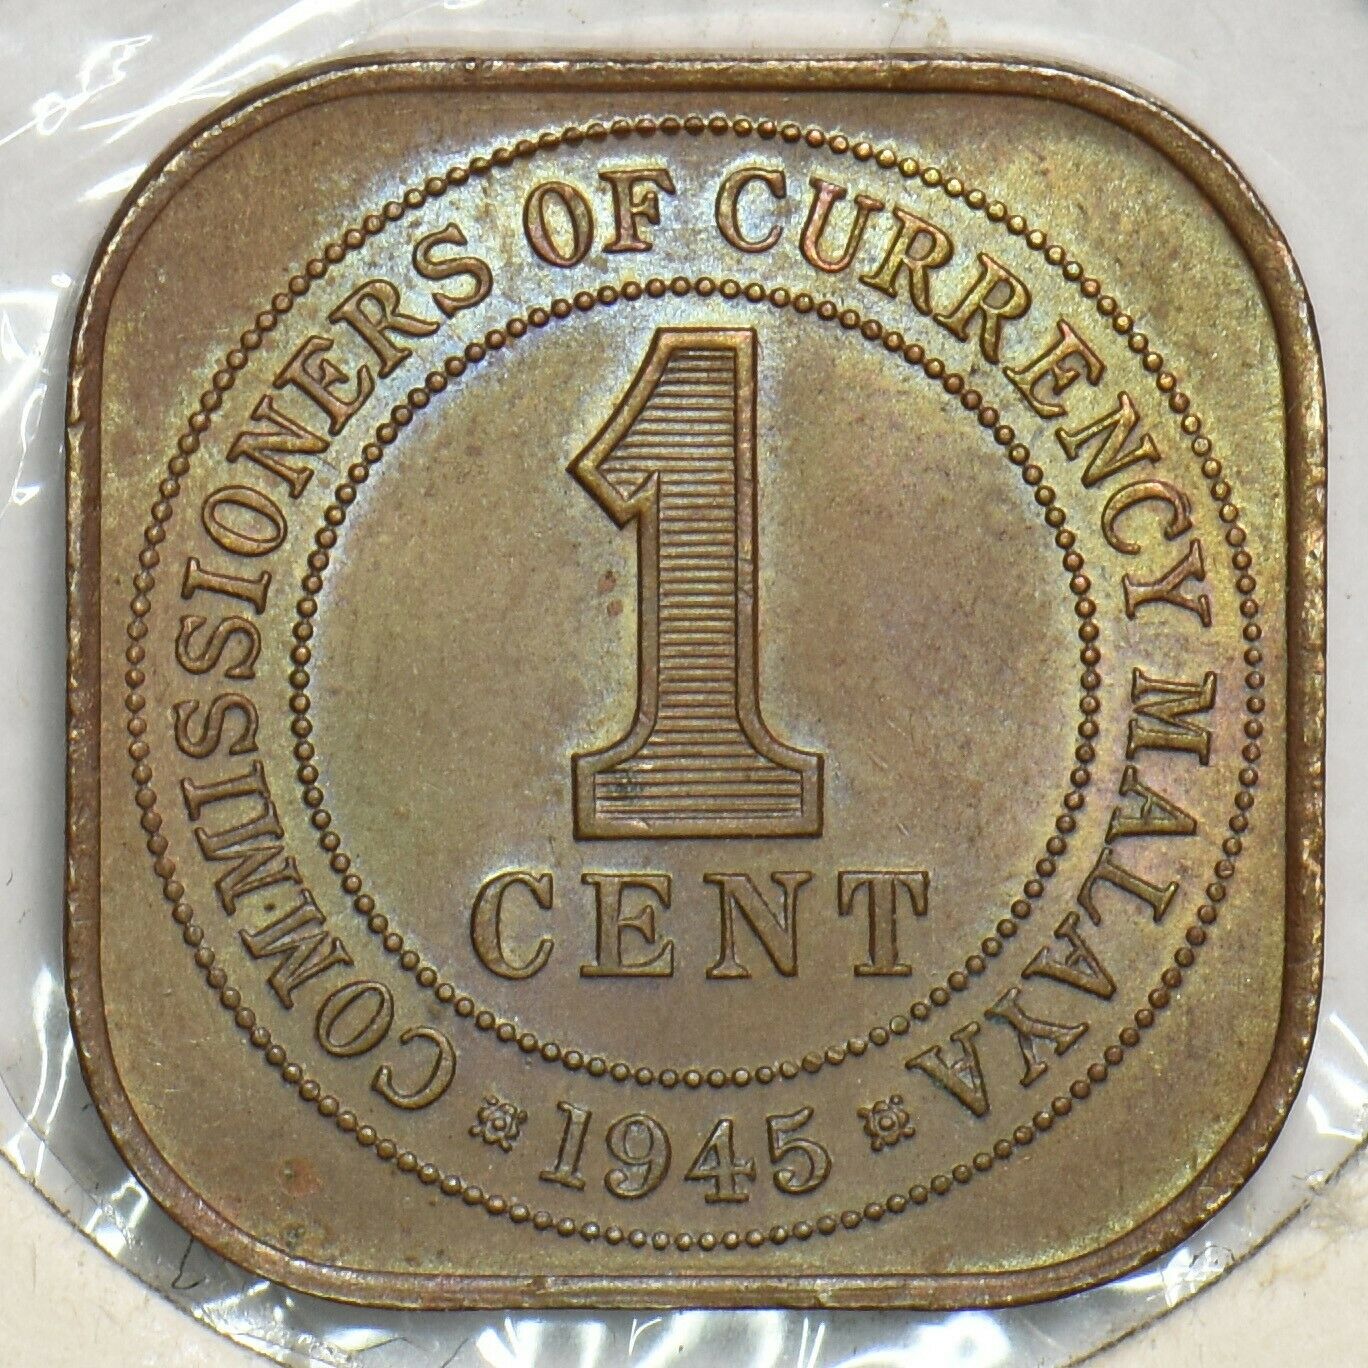 COMMISSIONERS OF CURRENCY MALAYA
1
CENT
1945